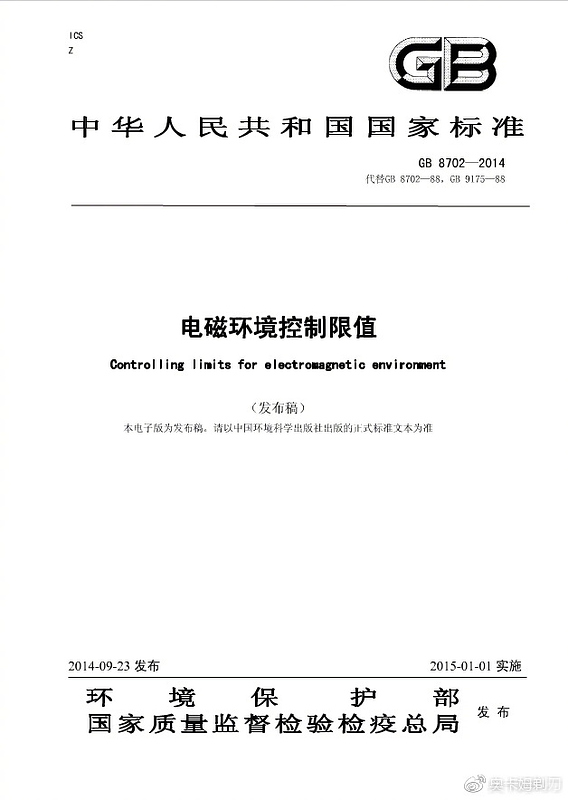 ICS
Z
GB
中华人民共和国国家标准
GB 8702—2014
代替GB 8702—88，GB 9175—88
电磁环境控制限值
Controlling limits for electromagnetic environment
（发布稿）
本电子版为发布稿。请以中国环境科学出版社出版的正式标准文本为准
2014-09-23 发布
2015-01-01 实施
环境保护部
国家质量监督检验检疫总局
发布
@奥卡姆剃刀